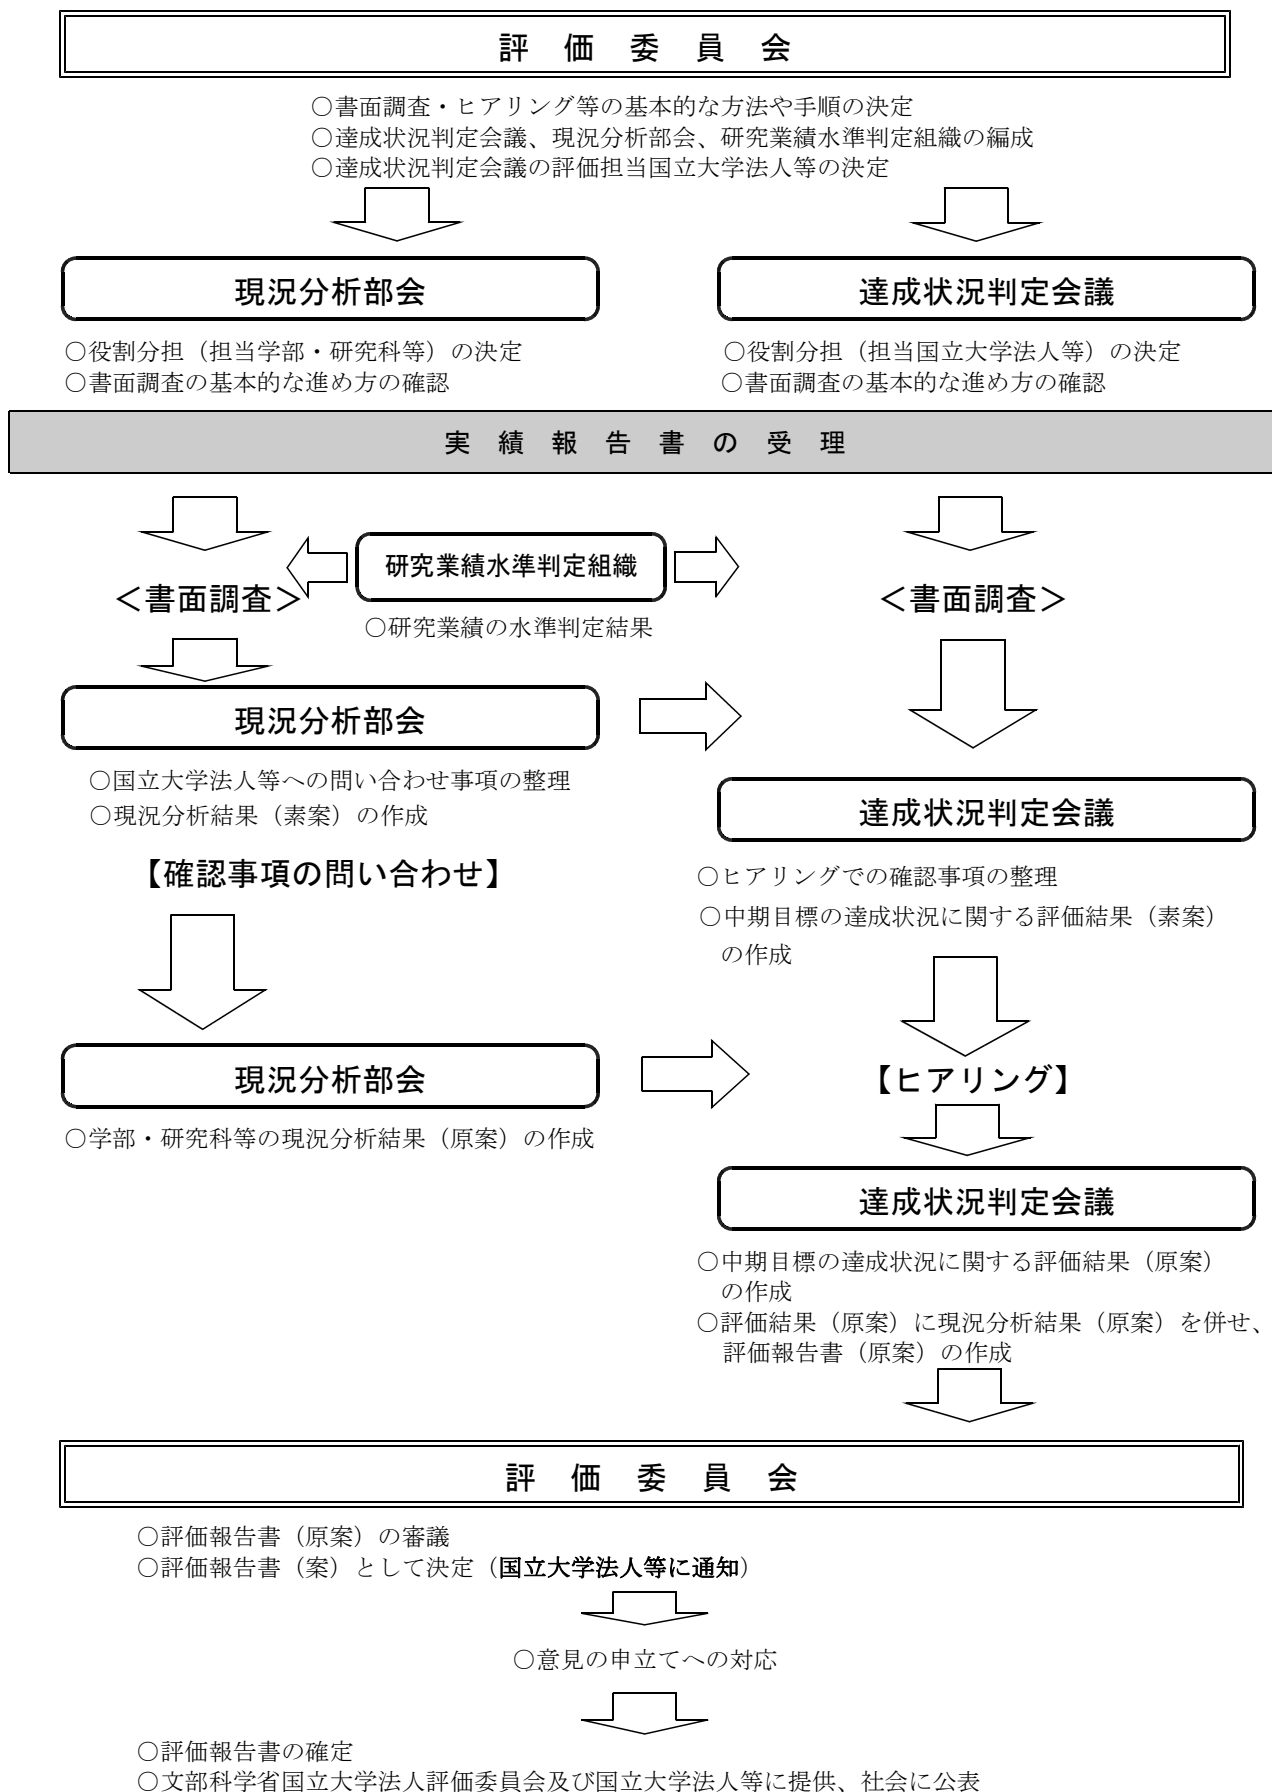 評価委員会
○書面調査・ヒアリング等の基本的な方法や手順の決定
○達成状況判定会議、現況分析部会、研究業績水準判定組織の編成
○達成状況判定会議の評価担当国立大学法人等の決定
現況分析部会
○役割分担（担当学部・研究科等）の決定
○書面調査の基本的な進め方の確認
達成状況判定会議
○役割分担（担当国立大学法人等）の決定
○書面調査の基本的な進め方の確認
実績報告書の受理
＜書面調査＞
研究業績水準判定組織
○研究業績の水準判定結果
＜書面調査＞
現況分析部会
○国立大学法人等への問い合わせ事項の整理
○現況分析結果（素案）の作成
【確認事項の問い合わせ】
達成状況判定会議
○ヒアリングでの確認事項の整理
○中期目標の達成状況に関する評価結果（素案）
の作成
現況分析部会
○学部・研究科等の現況分析結果（原案）の作成
【ヒアリング】
達成状況判定会議
○中期目標の達成状況に関する評価結果（原案）
の作成
○評価結果（原案）に現況分析結果（原案）を併せ、
評価報告書（原案）の作成
評価委員会
○評価報告書（原案）の審議
○評価報告書（案）として決定（国立大学法人等に通知）
○意見の申立てへの対応
○評価報告書の確定
○文部科学省国立大学法人評価委員会及び国立大学法人等に提供、社会に公表